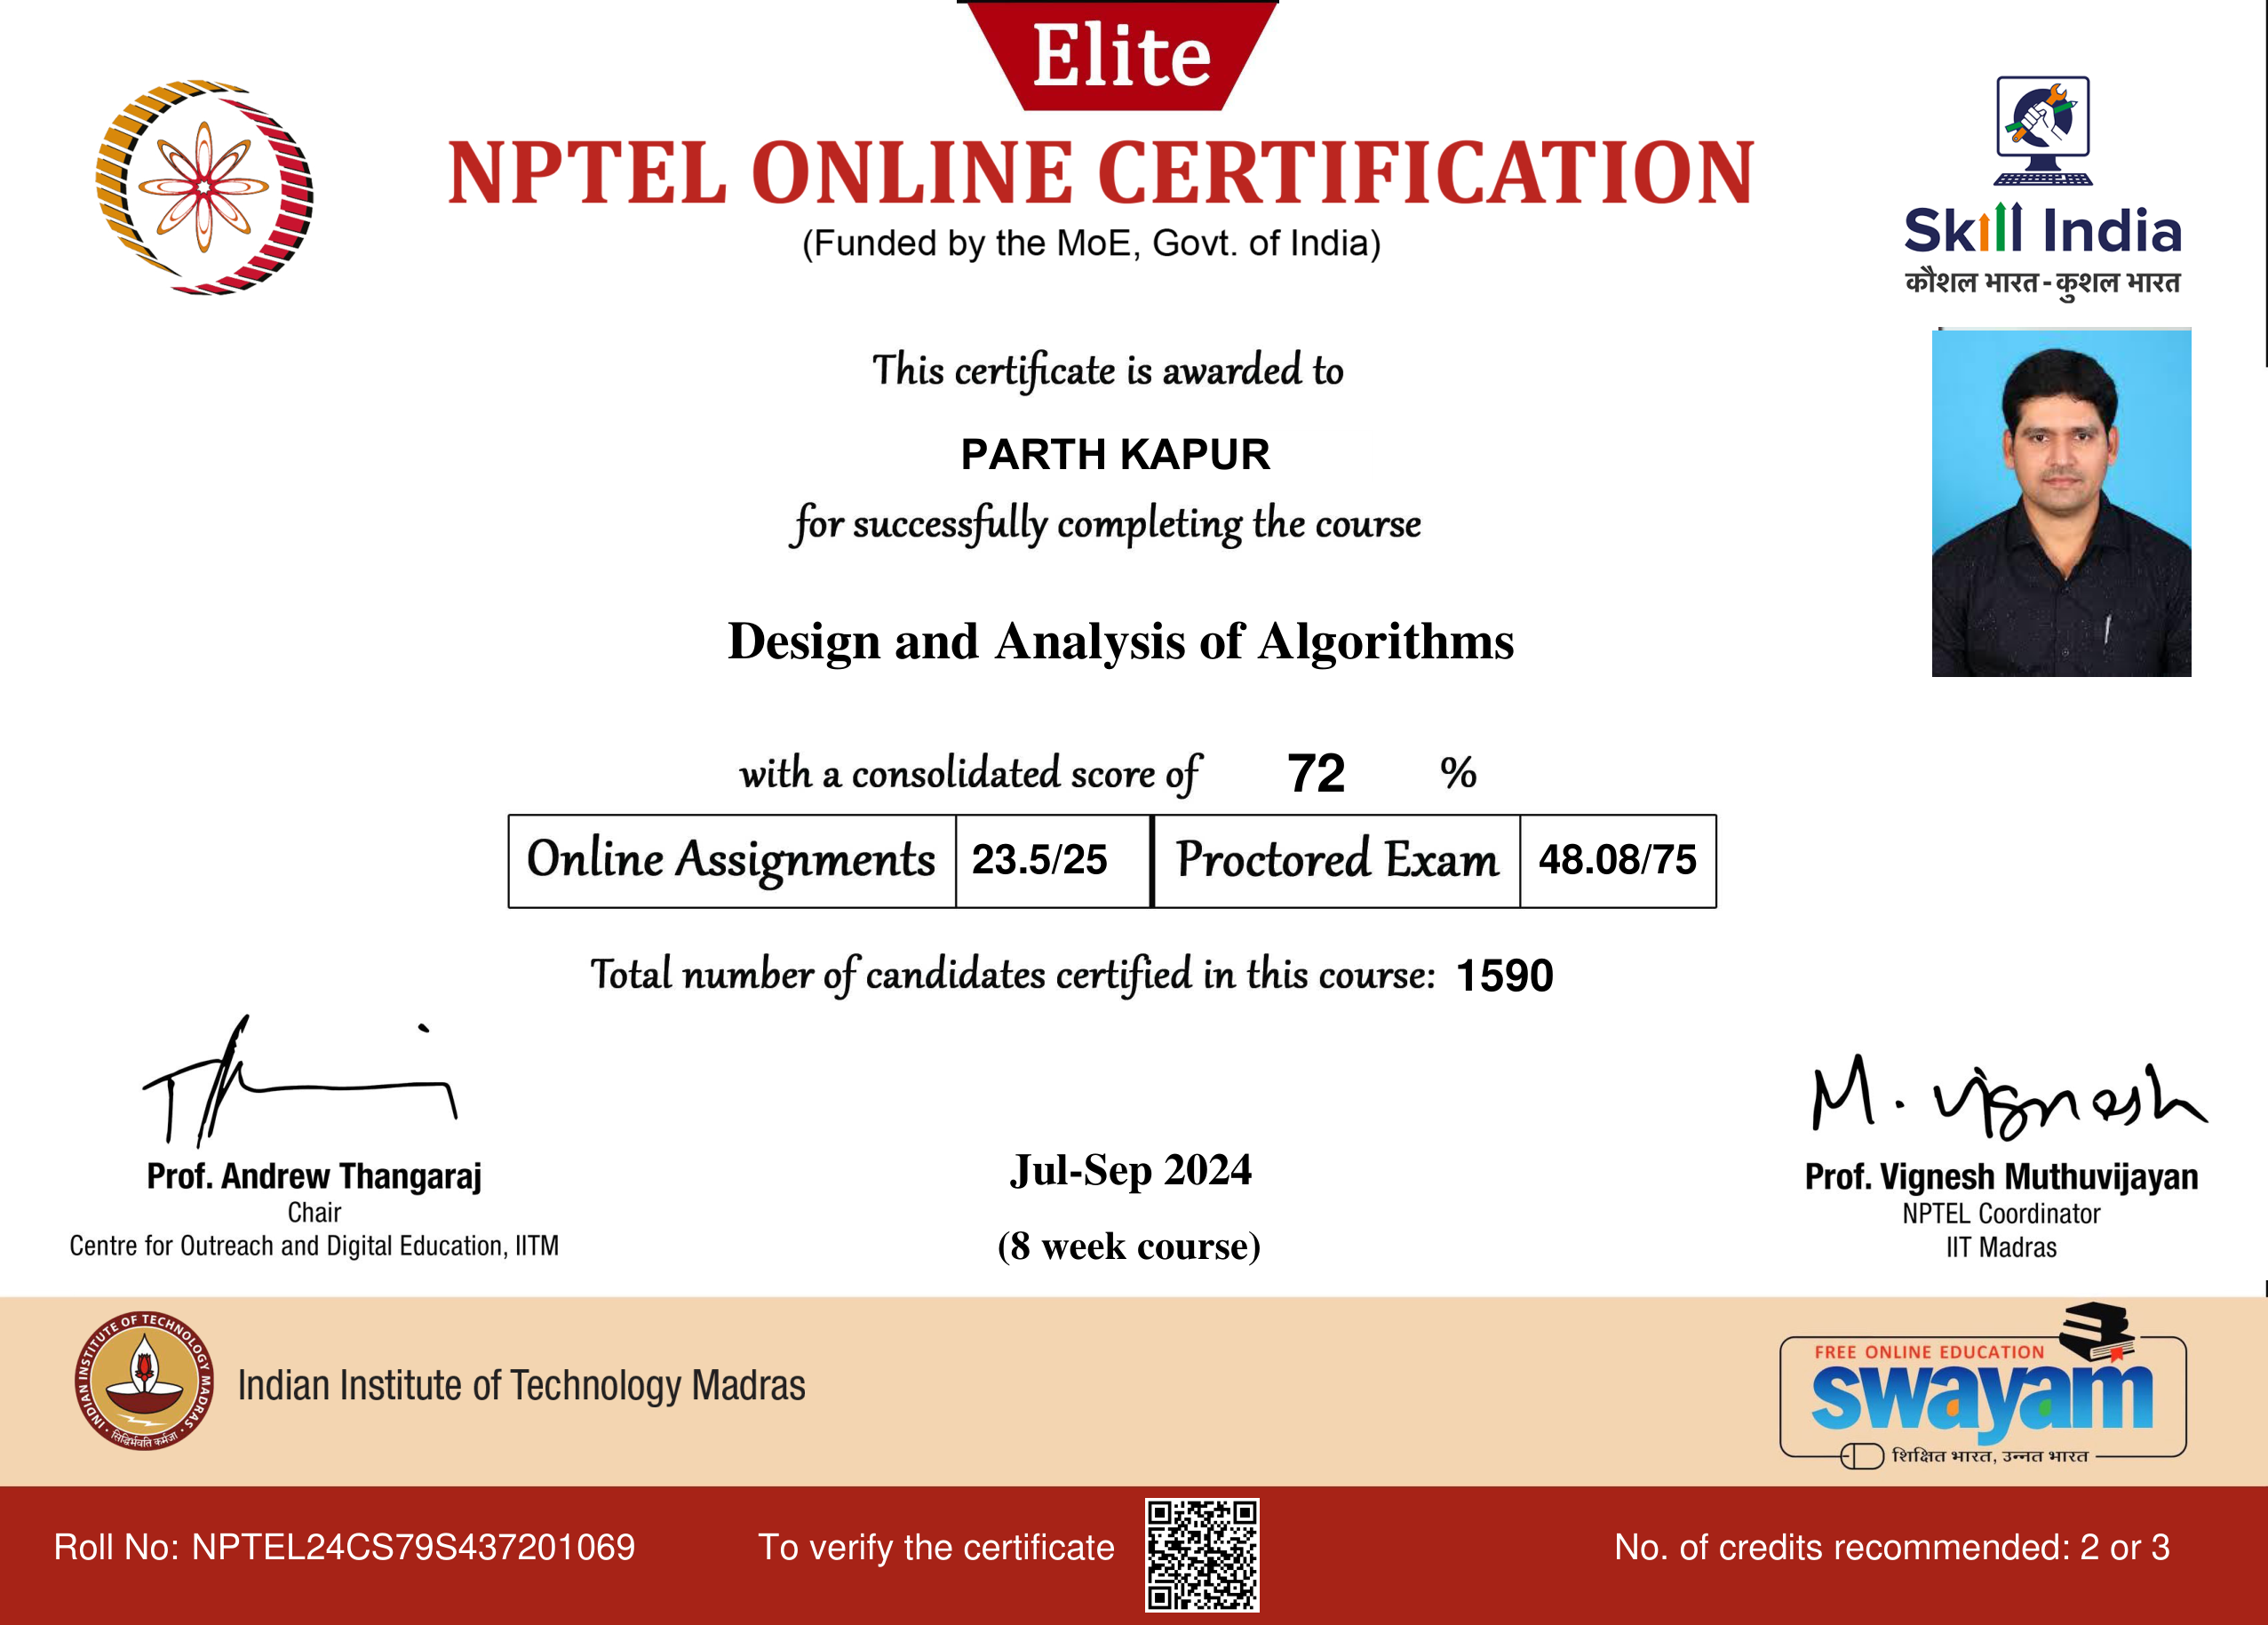 Elite
NPTEL ONLINE CERTIFICATION
(Funded by the MoE, Govt. of India)
Skill India
कौशल भारत - कुशल भारत
This certificate is awarded to
PARTH KAPUR
for successfully completing the course
Design and Analysis of Algorithms
with a consolidated score of 72 %
Online Assignments 23.5/25 Proctored Exam 48.08/75
Total number of candidates certified in this course: 1590
M. Vignesh
Prof. Andrew Thangaraj
Chair
Centre for Outreach and Digital Education, IITM
Jul-Sep 2024
(8 week course)
Prof. Vignesh Muthuvijayan
NPTEL Coordinator
IIT Madras
INDIAN INSTITUTE OF TECHNOLOGY MADRAS
सिद्धिर्भवति कर्मजा
Indian Institute of Technology Madras
FREE ONLINE EDUCATION
swayam
शिक्षित भारत, उन्नत भारत
Roll No: NPTEL24CS79S437201069
To verify the certificate
No. of credits recommended: 2 or 3